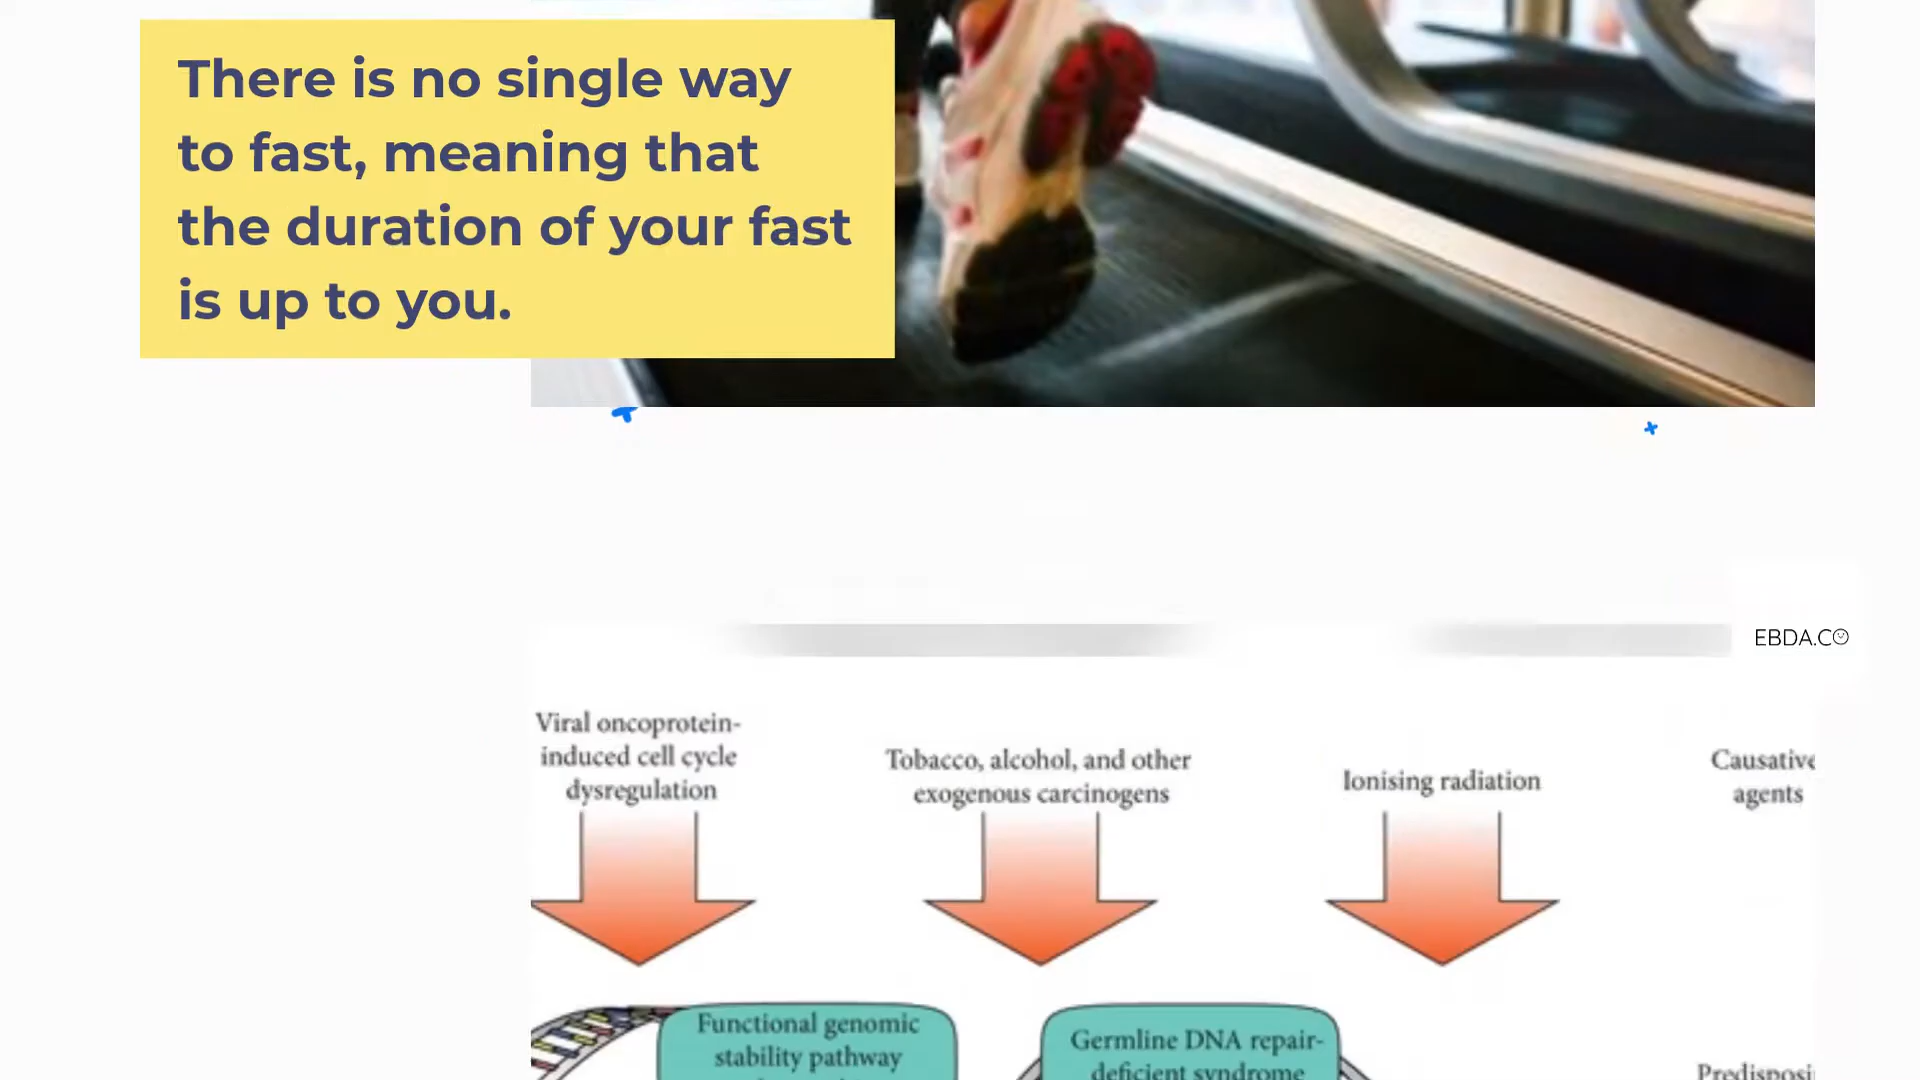 There is no single way
to fast, meaning that
the duration of your fast
is up to you.
EBDA.CO
Viral oncoprotein-
induced cell cycle
dysregulation
Tobacco, alcohol, and other
exogenous carcinogens
Ionising radiation
Causative
agents
Functional genomic
stability pathway
Germline DNA repair-
deficient syndrome